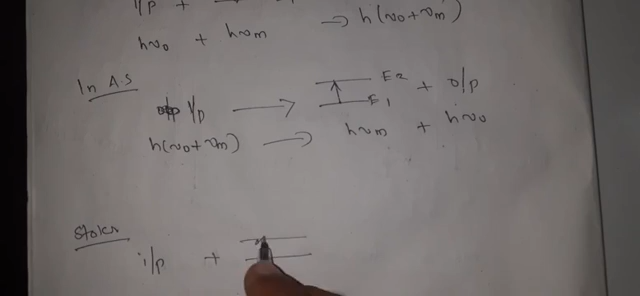 I/p +
hν₀ + hνm → h(ν₀+νm)
In A.S
I/p → E2 + o/p
E1
h(ν₀+νm) → hνm + hν₀
Stokes
i/p +